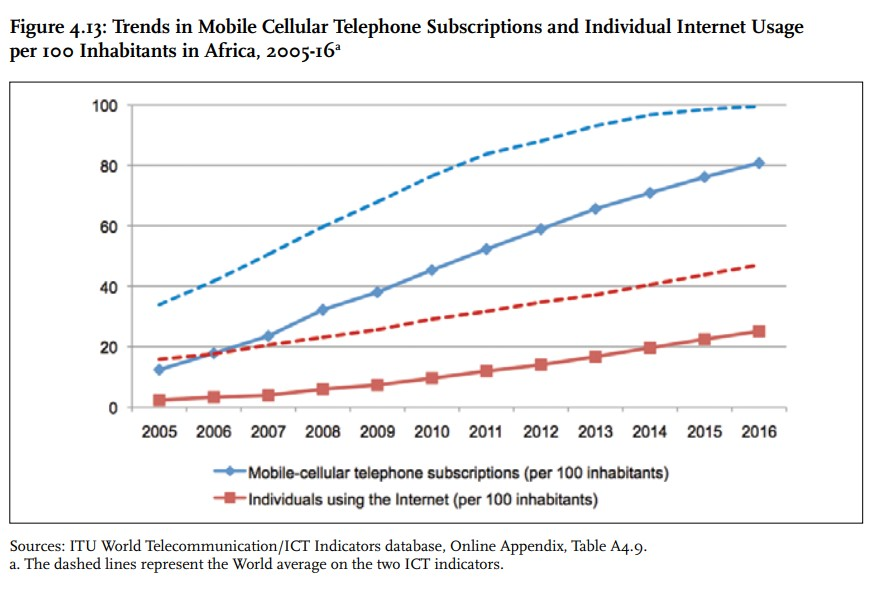 Figure 4.13: Trends in Mobile Cellular Telephone Subscriptions and Individual Internet Usage
per 100 Inhabitants in Africa, 2005-16ª
100
80
60
40
20
0
2005 2006 2007 2008 2009 2010 2011 2012 2013 2014 2015 2016
Mobile-cellular telephone subscriptions (per 100 inhabitants)
Individuals using the Internet (per 100 inhabitants)
Sources: ITU World Telecommunication/ICT Indicators database, Online Appendix, Table A4.9.
a. The dashed lines represent the World average on the two ICT indicators.